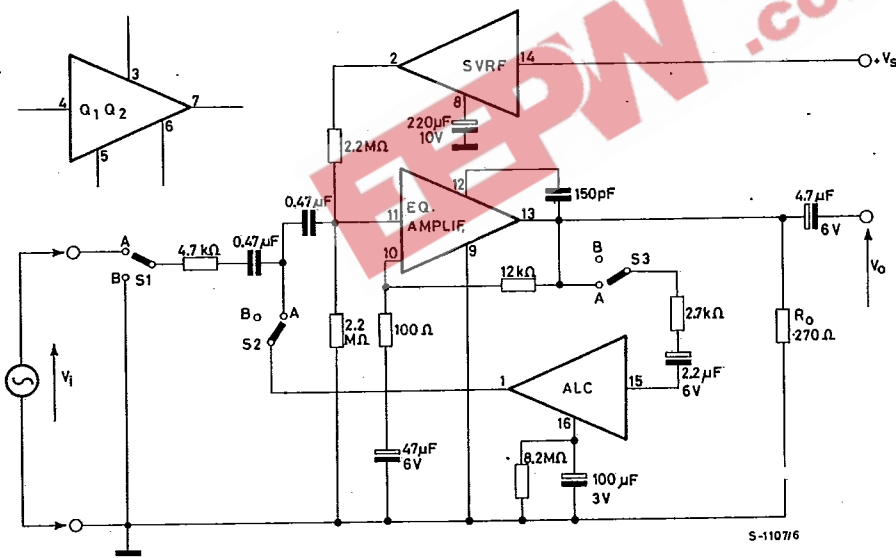 EEPW .com
3
4
Q1 Q2
7
6
5
2
SVRF
14
+Vs
8
220µF
10V
2.2MΩ
12
150pF
4.7µF
6V
0.47µF
11
EQ.
AMPLIF.
13
10
9
A
B
S1
4.7kΩ
0.47µF
12kΩ
B
S3
A
Vo
B
A
S2
2.2
MΩ
100Ω
2.7kΩ
Ro
270Ω
Vi
1
ALC
15
2.2µF
6V
16
47µF
6V
8.2MΩ
100µF
3V
S-1107/6